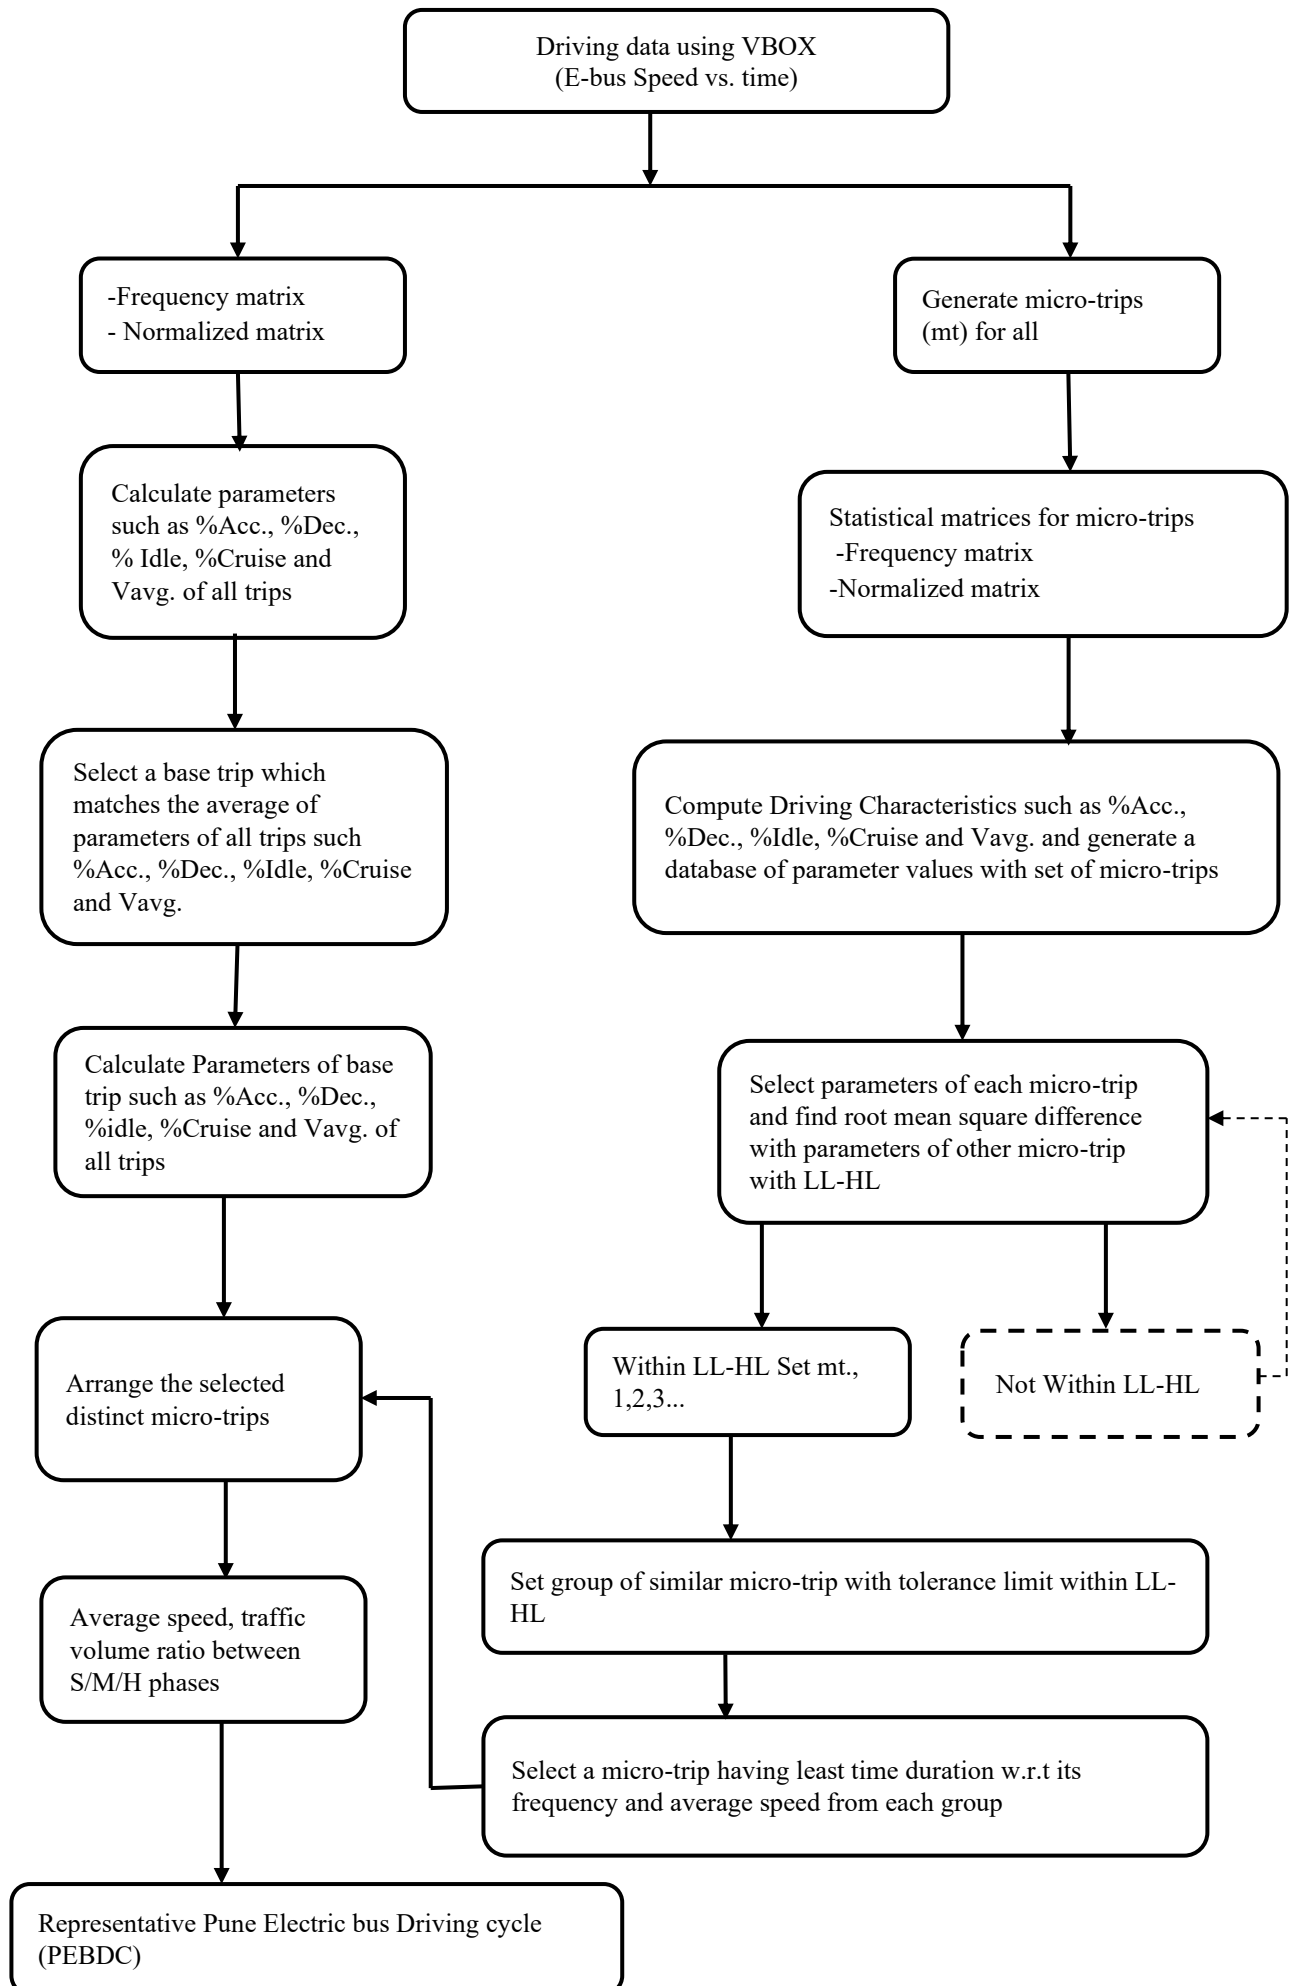 Driving data using VBOX
(E-bus Speed vs. time)
-Frequency matrix
- Normalized matrix
Generate micro-trips
(mt) for all
Calculate parameters
such as %Acc., %Dec.,
% Idle, %Cruise and
Vavg. of all trips
Statistical matrices for micro-trips
-Frequency matrix
-Normalized matrix
Select a base trip which
matches the average of
parameters of all trips such
%Acc., %Dec., %Idle, %Cruise
and Vavg.
Compute Driving Characteristics such as %Acc.,
%Dec., %Idle, %Cruise and Vavg. and generate a
database of parameter values with set of micro-trips
Calculate Parameters of base
trip such as %Acc., %Dec.,
%idle, %Cruise and Vavg. of
all trips
Select parameters of each micro-trip
and find root mean square difference
with parameters of other micro-trip
with LL-HL
Within LL-HL Set mt.,
1,2,3...
Not Within LL-HL
Arrange the selected
distinct micro-trips
Set group of similar micro-trip with tolerance limit within LL-
HL
Average speed, traffic
volume ratio between
S/M/H phases
Select a micro-trip having least time duration w.r.t its
frequency and average speed from each group
Representative Pune Electric bus Driving cycle
(PEBDC)